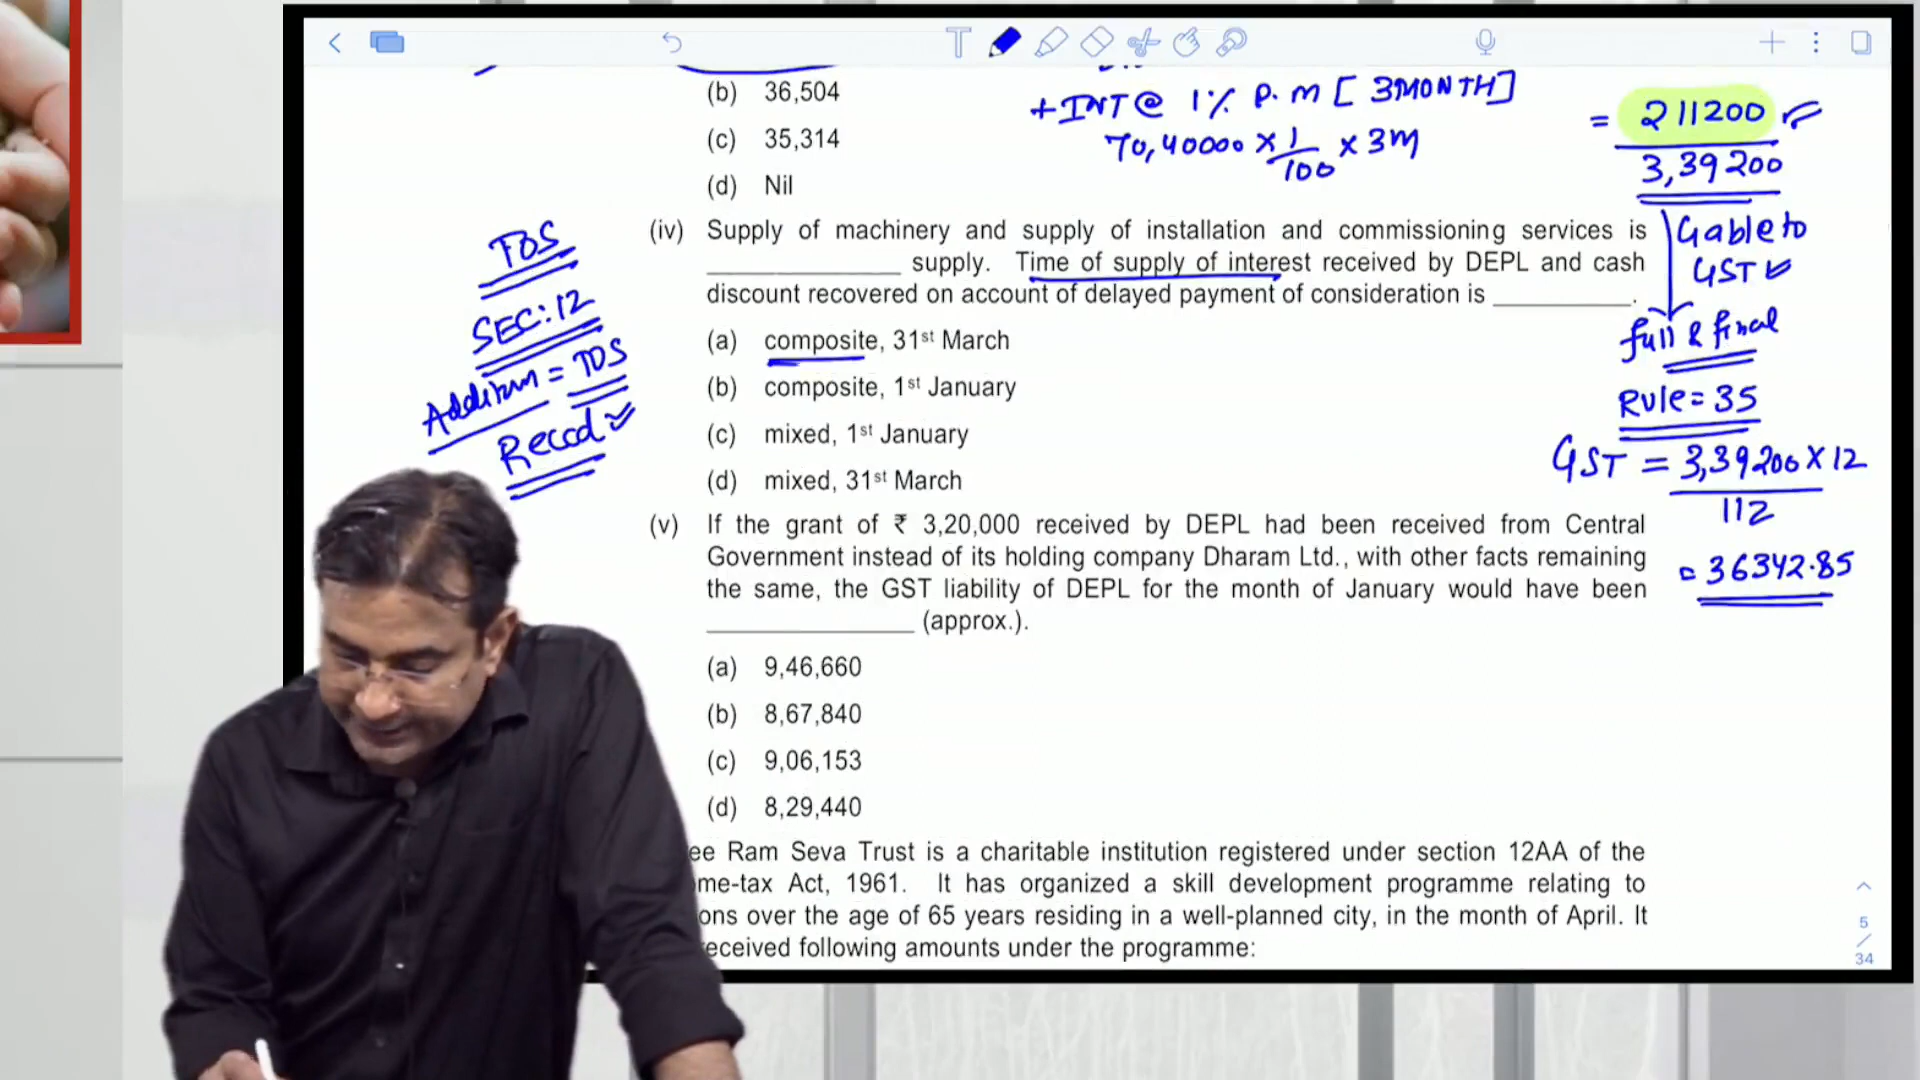 (b) 36,504
(c) 35,314
(d) Nil
+INT@ 1% P.M [3MONTH]
70,40000 × 1/100 × 3M
= 211200
3,39200
(iv) Supply of machinery and supply of installation and commissioning services is
______________ supply. Time of supply of interest received by DEPL and cash
discount recovered on account of delayed payment of consideration is __________.
(a) composite, 31st March
(b) composite, 1st January
(c) mixed, 1st January
(d) mixed, 31st March
TOS
SEC:12
= TOS
Recd
to
GST
full & final
Rule=35
GST = 3,39200×12
112
= 36342.85
(v) If the grant of ₹ 3,20,000 received by DEPL had been received from Central
Government instead of its holding company Dharam Ltd., with other facts remaining
the same, the GST liability of DEPL for the month of January would have been
_______________ (approx.).
(a) 9,46,660
(b) 8,67,840
(c) 9,06,153
(d) 8,29,440
ee Ram Seva Trust is a charitable institution registered under section 12AA of the
me-tax Act, 1961. It has organized a skill development programme relating to
ons over the age of 65 years residing in a well-planned city, in the month of April. It
eceived following amounts under the programme:
5
/
34